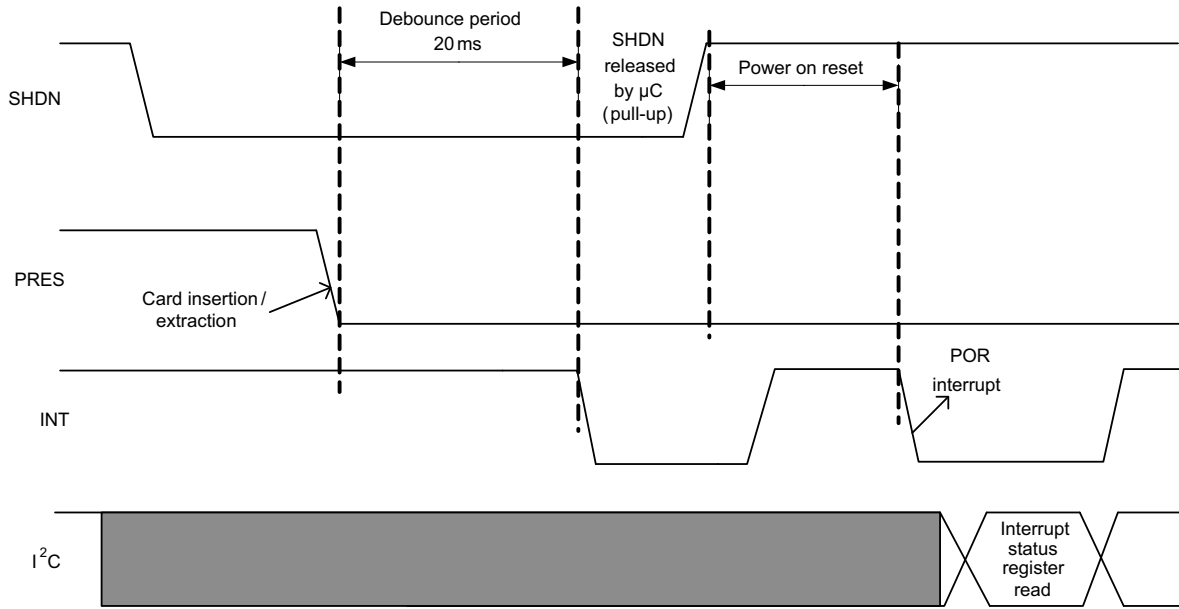 Debounce period
20 ms
SHDN
released
by µC
(pull-up)
Power on reset
SHDN
PRES
Card insertion /
extraction
POR
interrupt
INT
Interrupt
status
register
read
I²C